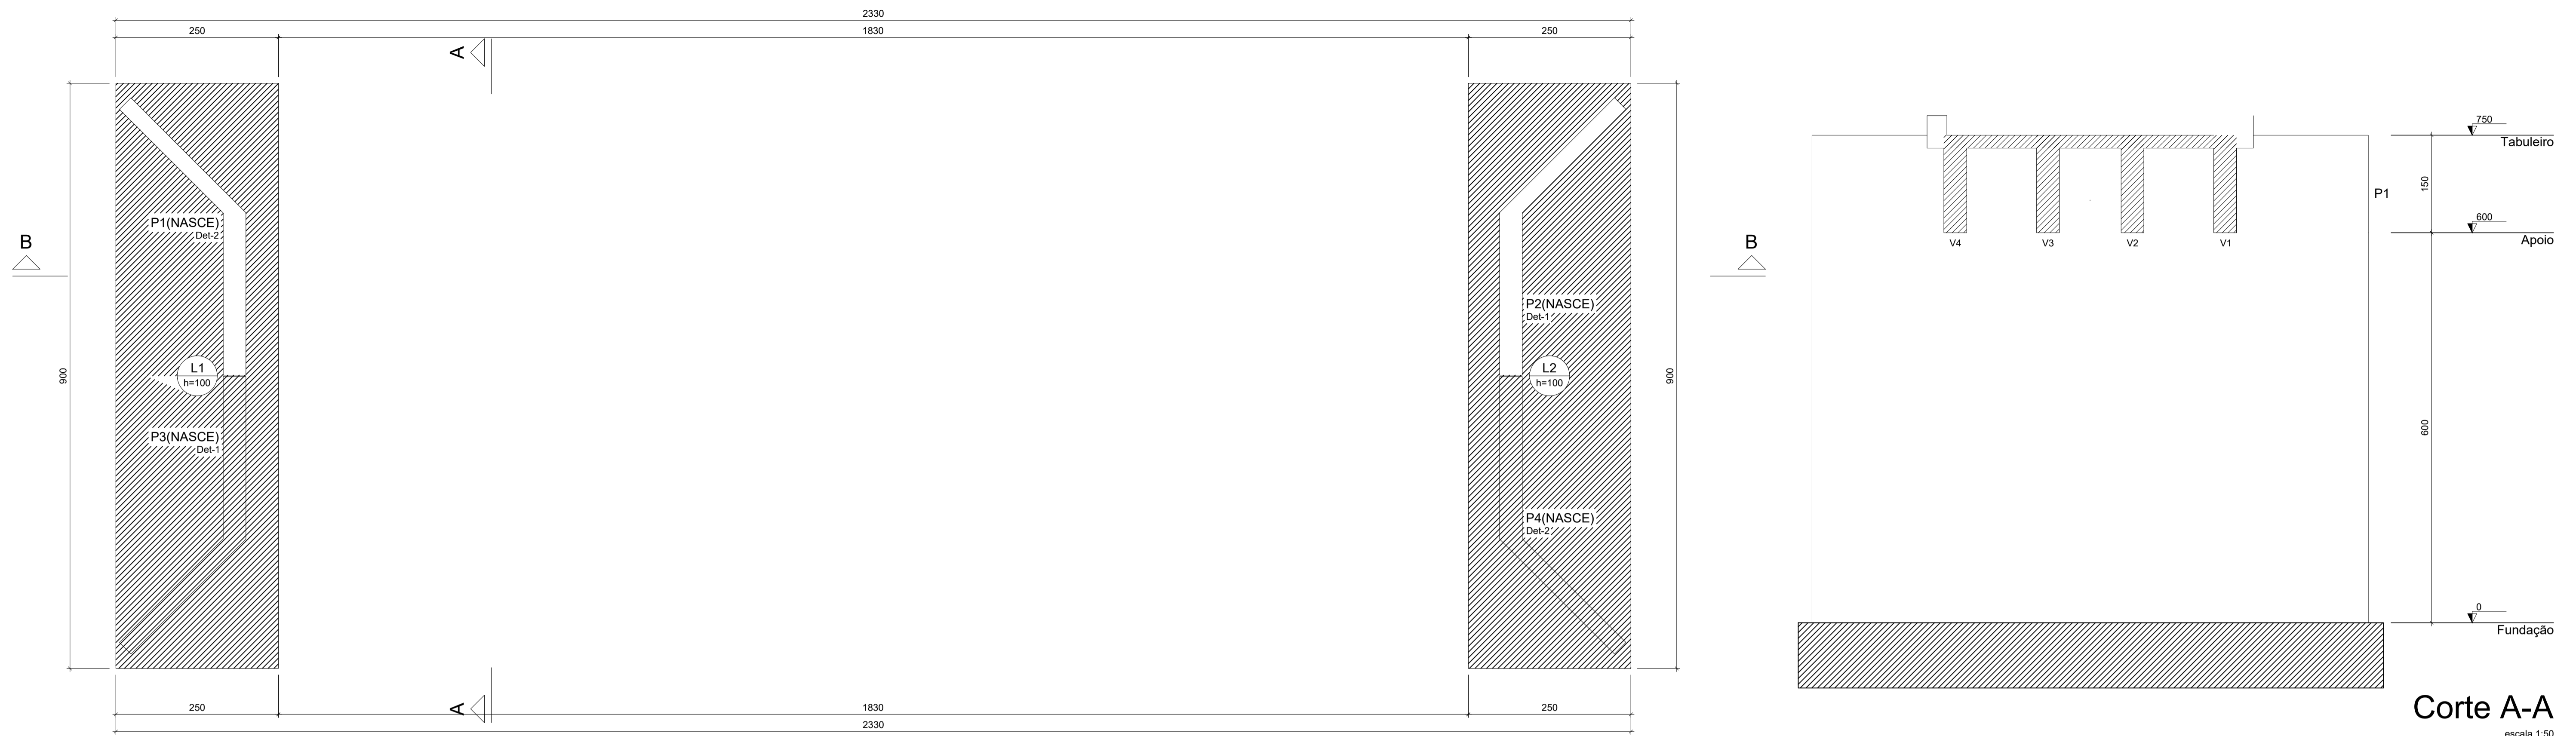 2330
250
1830
250
A
900
P1(NASCE)
Det-2
B
L1
h=100
P3(NASCE)
Det-1
P2(NASCE)
Det-1
L2
h=100
P4(NASCE)
Det-2
900
B
250
A
1830
250
2330
V4
V3
V2
V1
P1
750
Tabuleiro
150
600
Apoio
600
0
Fundação
Corte A-A
escala 1:50